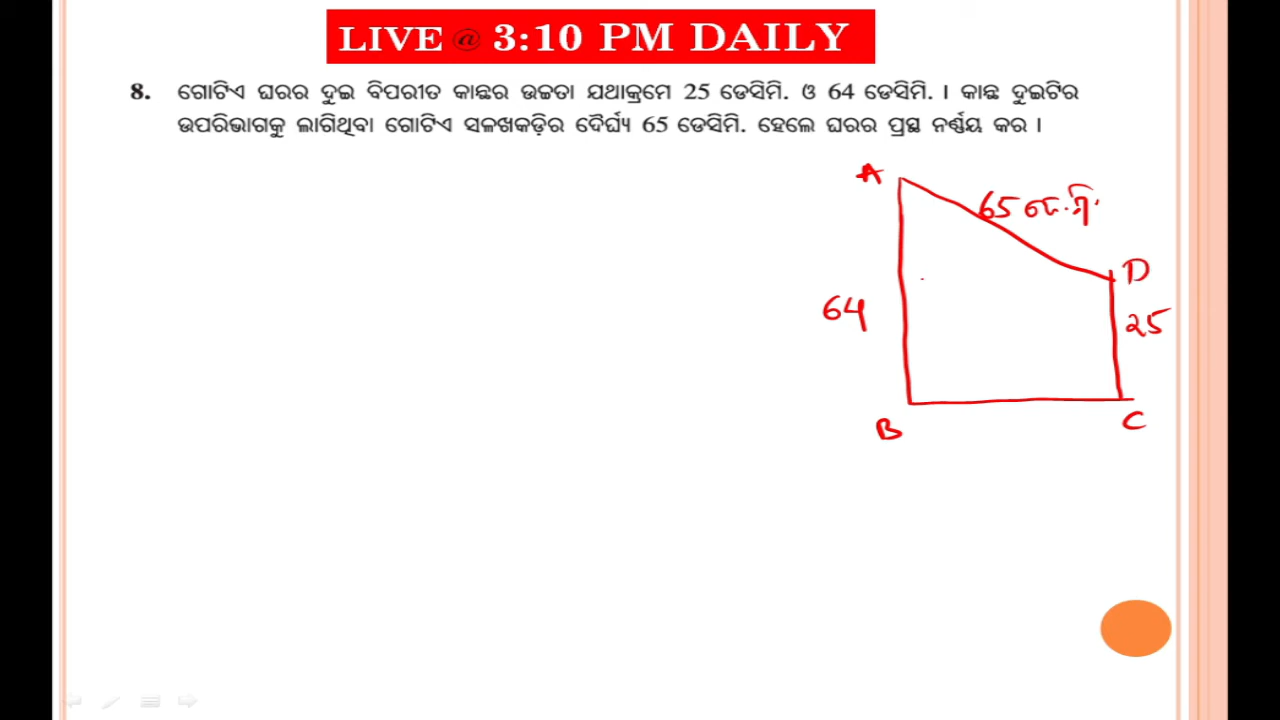 LIVE @ 3:10 PM DAILY
8. ଗୋଟିଏ ଘରର ଦୁଇ ବିପରୀତ କାନ୍ଥର ଉଚ୍ଚତା ଯଥାକ୍ରମେ 25 ଡେସିମି. ଓ 64 ଡେସିମି. । କାନ୍ଥ ଦୁଇଟିର
ଉପରିଭାଗକୁ ଲାଗିଥିବା ଗୋଟିଏ ସଳଖକଡ଼ିର ଦୈର୍ଘ୍ୟ 65 ଡେସିମି. ହେଲେ ଘରର ପ୍ରସ୍ଥ ନର୍ଣ୍ଣୟ କର ।
A
65
D
64
25
B
C